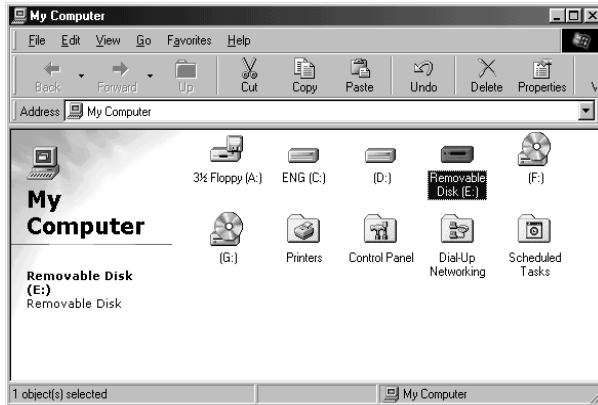 My Computer
File Edit View Go Favorites Help
Back Forward Up Cut Copy Paste Undo Delete Properties
Address My Computer
My
Computer
Removable Disk
(E:)
Removable Disk
3½ Floppy (A:) ENG (C:) (D:) Removable Disk (E:) (F:)
(G:) Printers Control Panel Dial-Up Networking Scheduled Tasks
1 object(s) selected My Computer